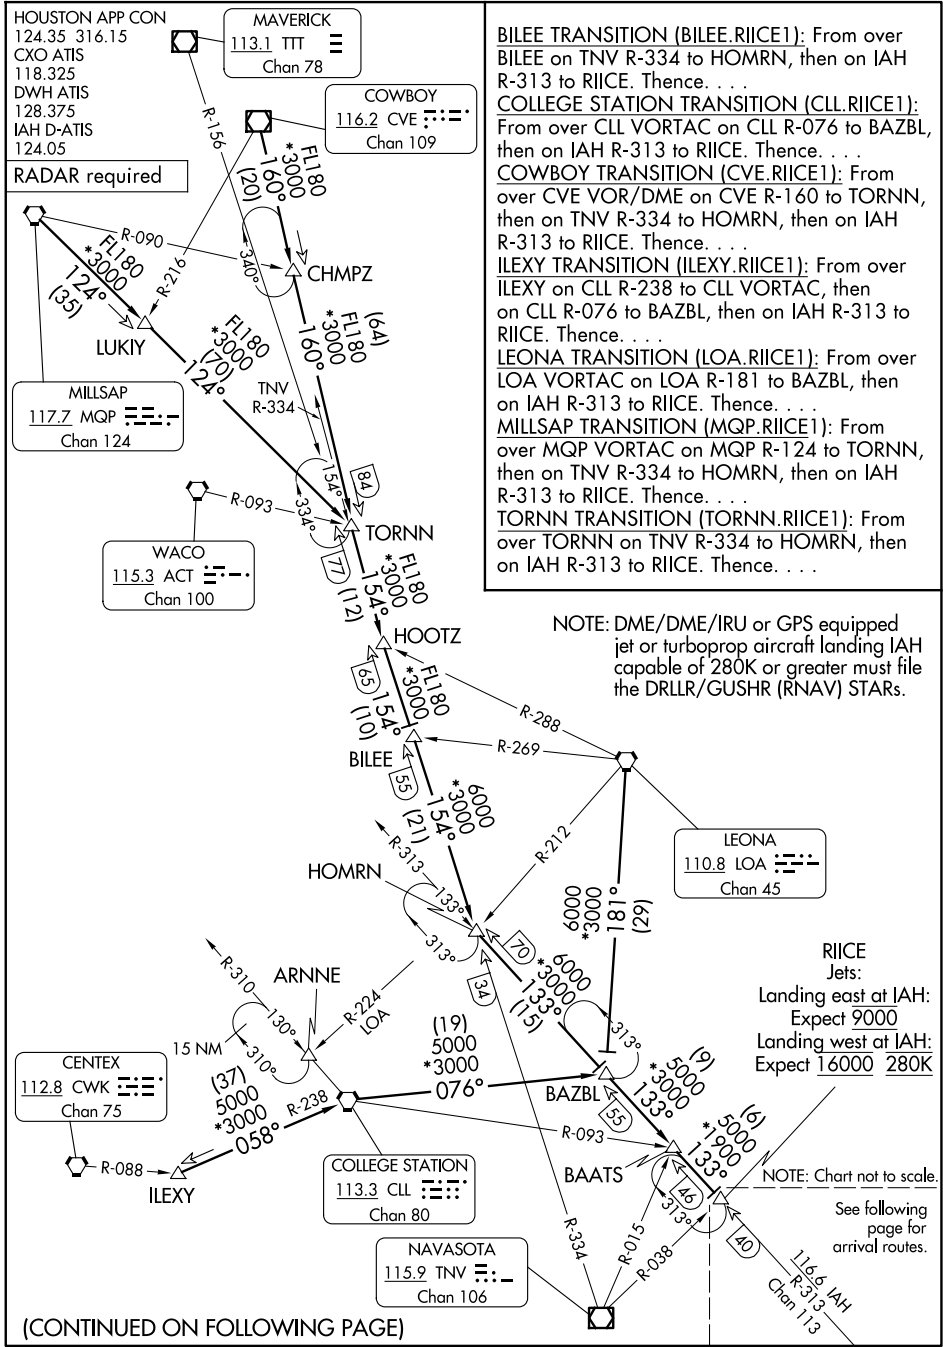 HOUSTON APP CON
124.35 316.15
CXO ATIS
118.325
DWH ATIS
128.375
IAH D-ATIS
124.05
RADAR required
MAVERICK
113.1 TTT
Chan 78
COWBOY
116.2 CVE
Chan 109
BILEE TRANSITION (BILEE.RIICE1): From over
BILEE on TNV R-334 to HOMRN, then on IAH
R-313 to RIICE. Thence. . . .
COLLEGE STATION TRANSITION (CLL.RIICE1):
From over CLL VORTAC on CLL R-076 to BAZBL,
then on IAH R-313 to RIICE. Thence. . . .
COWBOY TRANSITION (CVE.RIICE1): From
over CVE VOR/DME on CVE R-160 to TORNN,
then on TNV R-334 to HOMRN, then on IAH
R-313 to RIICE. Thence. . . .
ILEXY TRANSITION (ILEXY.RIICE1): From over
ILEXY on CLL R-238 to CLL VORTAC, then
on CLL R-076 to BAZBL, then on IAH R-313 to
RIICE. Thence. . . .
LEONA TRANSITION (LOA.RIICE1): From over
LOA VORTAC on LOA R-181 to BAZBL, then
on IAH R-313 to RIICE. Thence. . . .
MILLSAP TRANSITION (MQP.RIICE1): From
over MQP VORTAC on MQP R-124 to TORNN,
then on TNV R-334 to HOMRN, then on IAH
R-313 to RIICE. Thence. . . .
TORNN TRANSITION (TORNN.RIICE1): From
over TORNN on TNV R-334 to HOMRN, then
on IAH R-313 to RIICE. Thence. . . .
R-156
FL180
*3000
160°
(20)
R-090
R-216
340°
CHMPZ
FL180
*3000
124°
(35)
LUKIY
FL180
*3000
(70)
124°
(64)
FL180
*3000
160°
TNV
R-334
MILLSAP
117.7 MQP
Chan 124
154°
334°
84
R-093
TORNN
WACO
115.3 ACT
Chan 100
77
FL180
*3000
154°
(12)
HOOTZ
NOTE: DME/DME/IRU or GPS equipped
jet or turboprop aircraft landing IAH
capable of 280K or greater must file
the DRLLR/GUSHR (RNAV) STARs.
65
FL180
*3000
154°
(10)
R-288
R-269
BILEE
55
6000
*3000
154°
(21)
R-212
LEONA
110.8 LOA
Chan 45
R-313
HOMRN
133°
313°
6000
*3000
181°
(29)
70
34
6000
*3000
133°
(15)
RIICE
Jets:
Landing east at IAH:
Expect 9000
Landing west at IAH:
Expect 16000 280K
R-310
ARNNE
R-224
LOA
130°
310°
15 NM
313°
CENTEX
112.8 CWK
Chan 75
(37)
5000
*3000
058°
R-238
(19)
5000
*3000
076°
BAZBL
55
(9)
5000
*3000
133°
R-088
ILEXY
R-093
BAATS
(6)
5000
*1900
133°
NOTE: Chart not to scale.
COLLEGE STATION
113.3 CLL
Chan 80
46
313°
See following
page for
arrival routes.
40
R-334
R-015
R-038
NAVASOTA
115.9 TNV
Chan 106
116.6 IAH
R-313
Chan 113
(CONTINUED ON FOLLOWING PAGE)